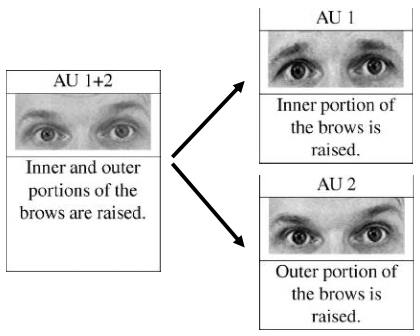 AU 1+2
Inner and outer
portions of the
brows are raised.
AU 1
Inner portion of
the brows is
raised.
AU 2
Outer portion of
the brows is
raised.